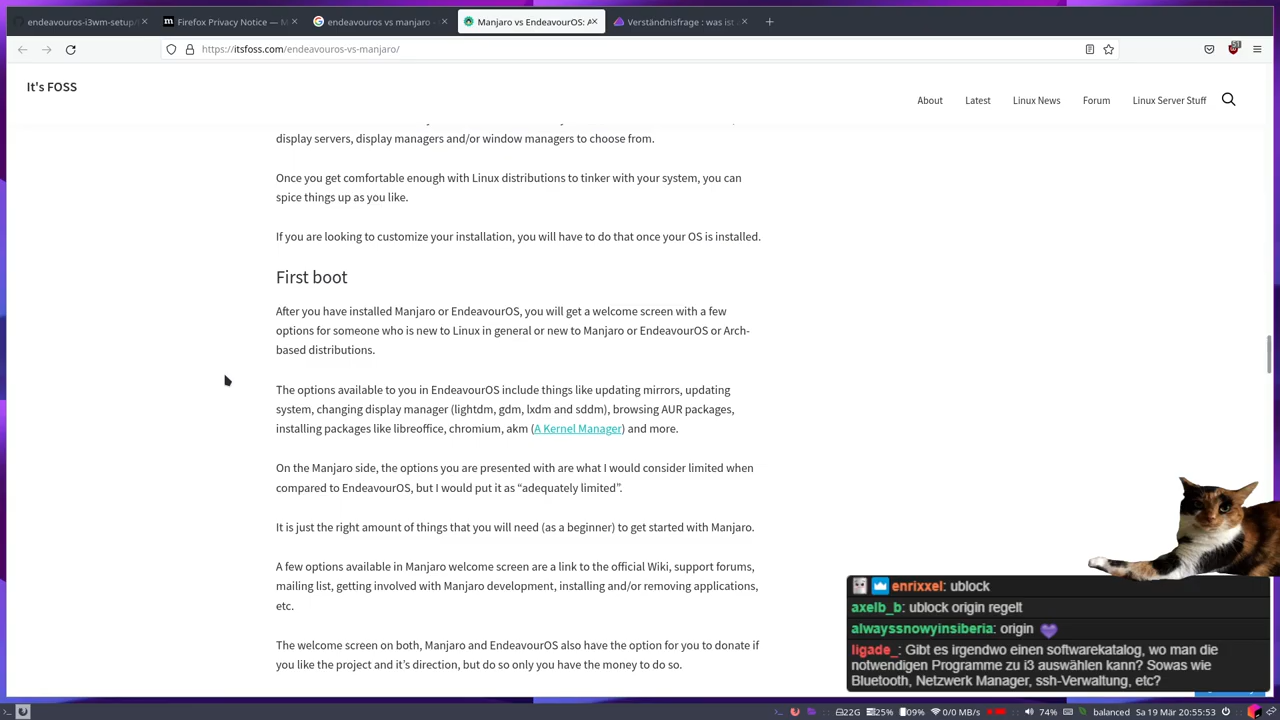 endeavouros-i3wm-setup/
Firefox Privacy Notice — M
endeavouros vs manjaro -
Manjaro vs EndeavourOS: A
Verständnisfrage : was ist
https://itsfoss.com/endeavouros-vs-manjaro/
51
It's FOSS
About
Latest
Linux News
Forum
Linux Server Stuff
display servers, display managers and/or window managers to choose from.
Once you get comfortable enough with Linux distributions to tinker with your system, you can
spice things up as you like.
If you are looking to customize your installation, you will have to do that once your OS is installed.
First boot
After you have installed Manjaro or EndeavourOS, you will get a welcome screen with a few
options for someone who is new to Linux in general or new to Manjaro or EndeavourOS or Arch-
based distributions.
The options available to you in EndeavourOS include things like updating mirrors, updating
system, changing display manager (lightdm, gdm, lxdm and sddm), browsing AUR packages,
installing packages like libreoffice, chromium, akm (A Kernel Manager) and more.
On the Manjaro side, the options you are presented with are what I would consider limited when
compared to EndeavourOS, but I would put it as “adequately limited”.
It is just the right amount of things that you will need (as a beginner) to get started with Manjaro.
A few options available in Manjaro welcome screen are a link to the official Wiki, support forums,
mailing list, getting involved with Manjaro development, installing and/or removing applications,
etc.
The welcome screen on both, Manjaro and EndeavourOS also have the option for you to donate if
you like the project and it’s direction, but do so only you have the money to do so.
enrixxel: ublock
axelb_b: ublock origin regelt
alwayssnowyinsiberia: origin
ligade_: Gibt es irgendwo einen softwarekatalog, wo man die
notwendigen Programme zu i3 auswählen kann? Sowas wie
Bluetooth, Netzwerk Manager, ssh-Verwaltung, etc?
22G 25% 09% 0/0 MB/s 74% balanced Sa 19 Mär 20:55:53